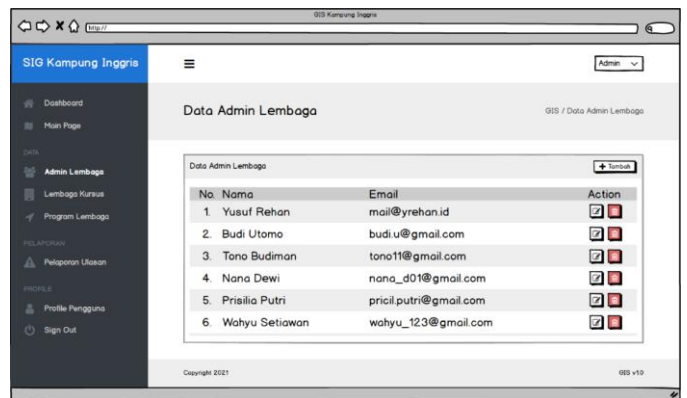 GIS Kampung Inggris
http://
SIG Kampung Inggris
Admin
Dashboard
Main Page
DATA
Admin Lembaga
Lembaga Kursus
Program Lembaga
PELAPORAN
Pelaporan Ulasan
PROFILE
Profile Pengguna
Sign Out
Data Admin Lembaga
GIS / Data Admin Lembaga
Data Admin Lembaga
+ Tambah
No. Nama Email Action
1. Yusuf Rehan mail@yrehan.id
2. Budi Utomo budi.u@gmail.com
3. Tono Budiman tono11@gmail.com
4. Nana Dewi nana_d01@gmail.com
5. Prisilia Putri pricil.putri@gmail.com
6. Wahyu Setiawan wahyu_123@gmail.com
Copyright 2021
GIS v1.0